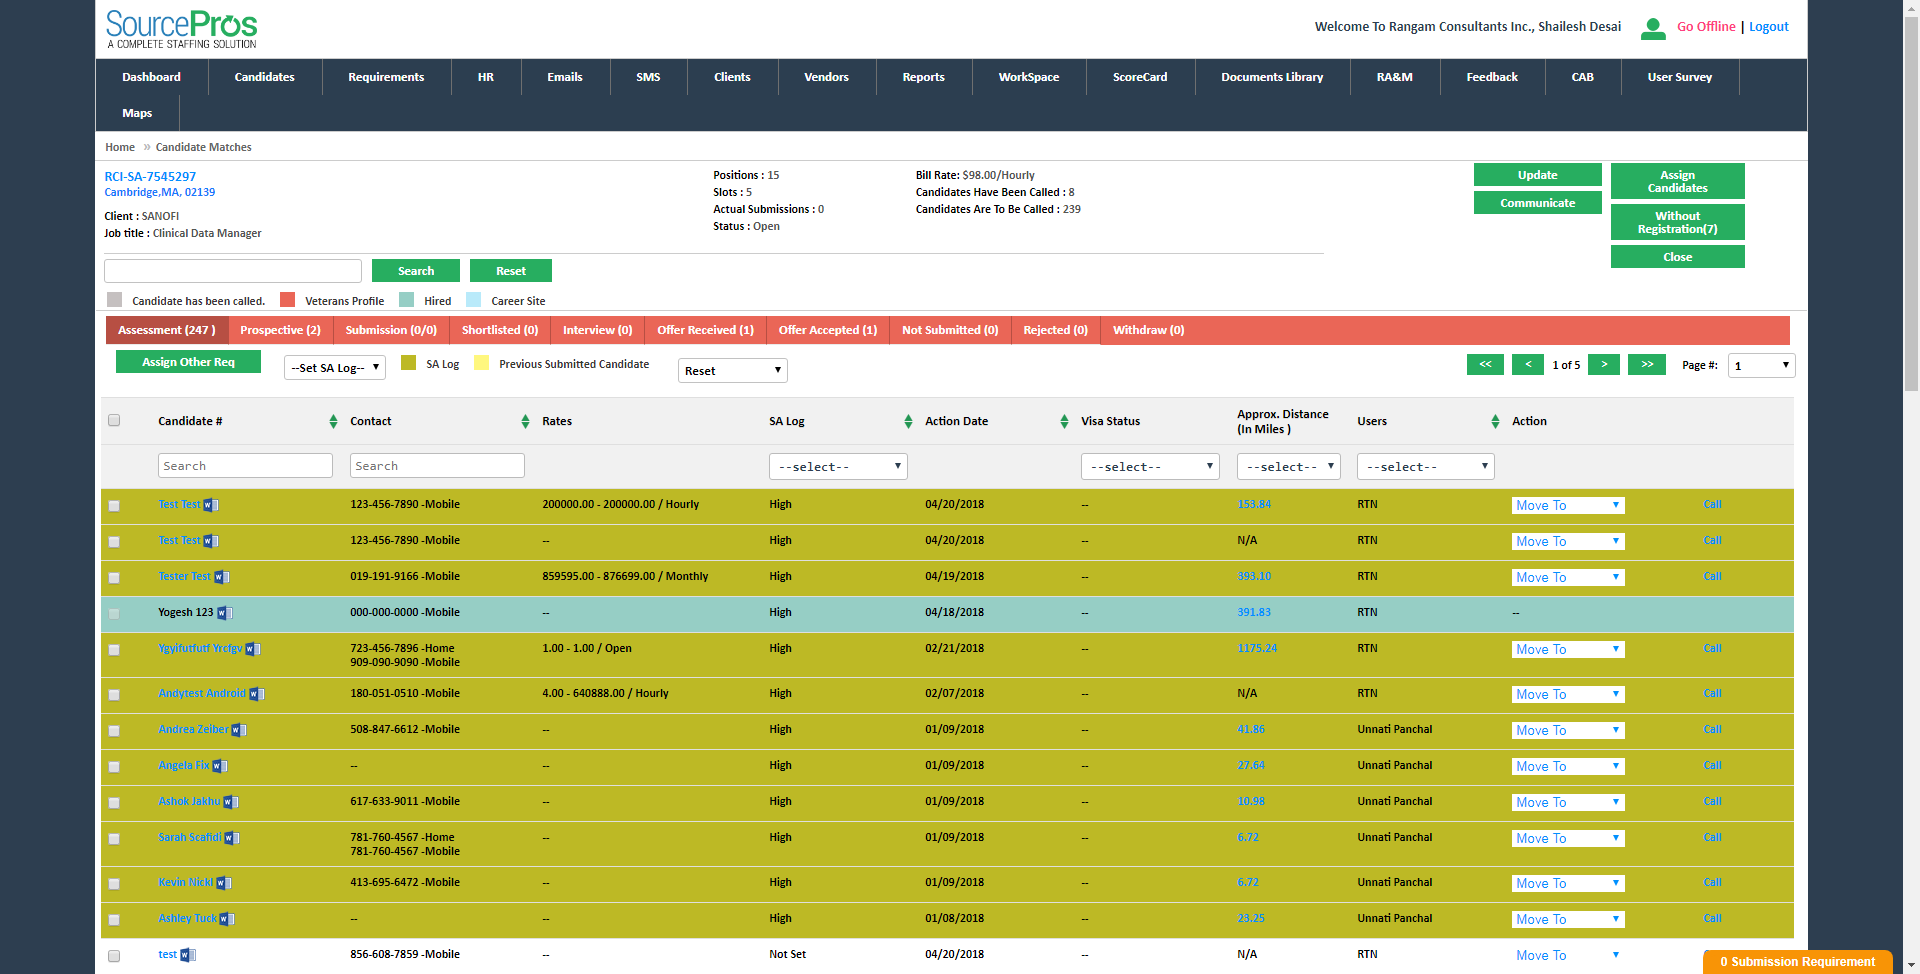 SourcePros
A COMPLETE STAFFING SOLUTION
Welcome To Rangam Consultants Inc., Shailesh Desai Go Offline | Logout
Dashboard Candidates Requirements HR Emails SMS Clients Vendors Reports WorkSpace ScoreCard Documents Library RA&M Feedback CAB User Survey
Maps
Home » Candidate Matches
RCI-SA-7545297
Cambridge,MA, 02139
Client : SANOFI
Job title : Clinical Data Manager
Positions : 15
Slots : 5
Actual Submissions : 0
Status : Open
Bill Rate: $98.00/Hourly
Candidates Have Been Called : 8
Candidates Are To Be Called : 239
Update
Communicate
Assign
Candidates
Without
Registration(7)
Close
Search Reset
Candidate has been called. Veterans Profile Hired Career Site
Assessment (247 ) Prospective (2) Submission (0/0) Shortlisted (0) Interview (0) Offer Received (1) Offer Accepted (1) Not Submitted (0) Rejected (0) Withdraw (0)
Assign Other Req --Set SA Log-- SA Log Previous Submitted Candidate Reset << < 1 of 5 > >> Page #: 1
Candidate # Contact Rates SA Log Action Date Visa Status Approx. Distance (In Miles ) Users Action
Search Search --select-- --select-- --select-- --select--
Test Test 123-456-7890 -Mobile 200000.00 - 200000.00 / Hourly High 04/20/2018 -- 153.84 RTN Move To Call
Test Test 123-456-7890 -Mobile -- High 04/20/2018 -- N/A RTN Move To Call
Tester Test 019-191-9166 -Mobile 859595.00 - 876699.00 / Monthly High 04/19/2018 -- 393.10 RTN Move To Call
Yogesh 123 000-000-0000 -Mobile -- High 04/18/2018 -- 391.83 RTN --
Ygyifutfutf Yrcfgv 723-456-7896 -Home 1.00 - 1.00 / Open High 02/21/2018 -- 1175.24 RTN Move To Call
909-090-9090 -Mobile
Andytest Android 180-051-0510 -Mobile 4.00 - 640888.00 / Hourly High 02/07/2018 -- N/A RTN Move To Call
Andrea Zeiber 508-847-6612 -Mobile -- High 01/09/2018 -- 41.86 Unnati Panchal Move To Call
Angela Fix -- -- High 01/09/2018 -- 27.64 Unnati Panchal Move To Call
Ashok Jakhu 617-633-9011 -Mobile -- High 01/09/2018 -- 10.98 Unnati Panchal Move To Call
Sarah Scafidi 781-760-4567 -Home -- High 01/09/2018 -- 6.72 Unnati Panchal Move To Call
781-760-4567 -Mobile
Kevin Nickl 413-695-6472 -Mobile -- High 01/09/2018 -- 6.72 Unnati Panchal Move To Call
Ashley Tuck -- -- High 01/08/2018 -- 23.25 Unnati Panchal Move To Call
test 856-608-7859 -Mobile -- Not Set 04/20/2018 -- N/A RTN Move To
0 Submission Requirement